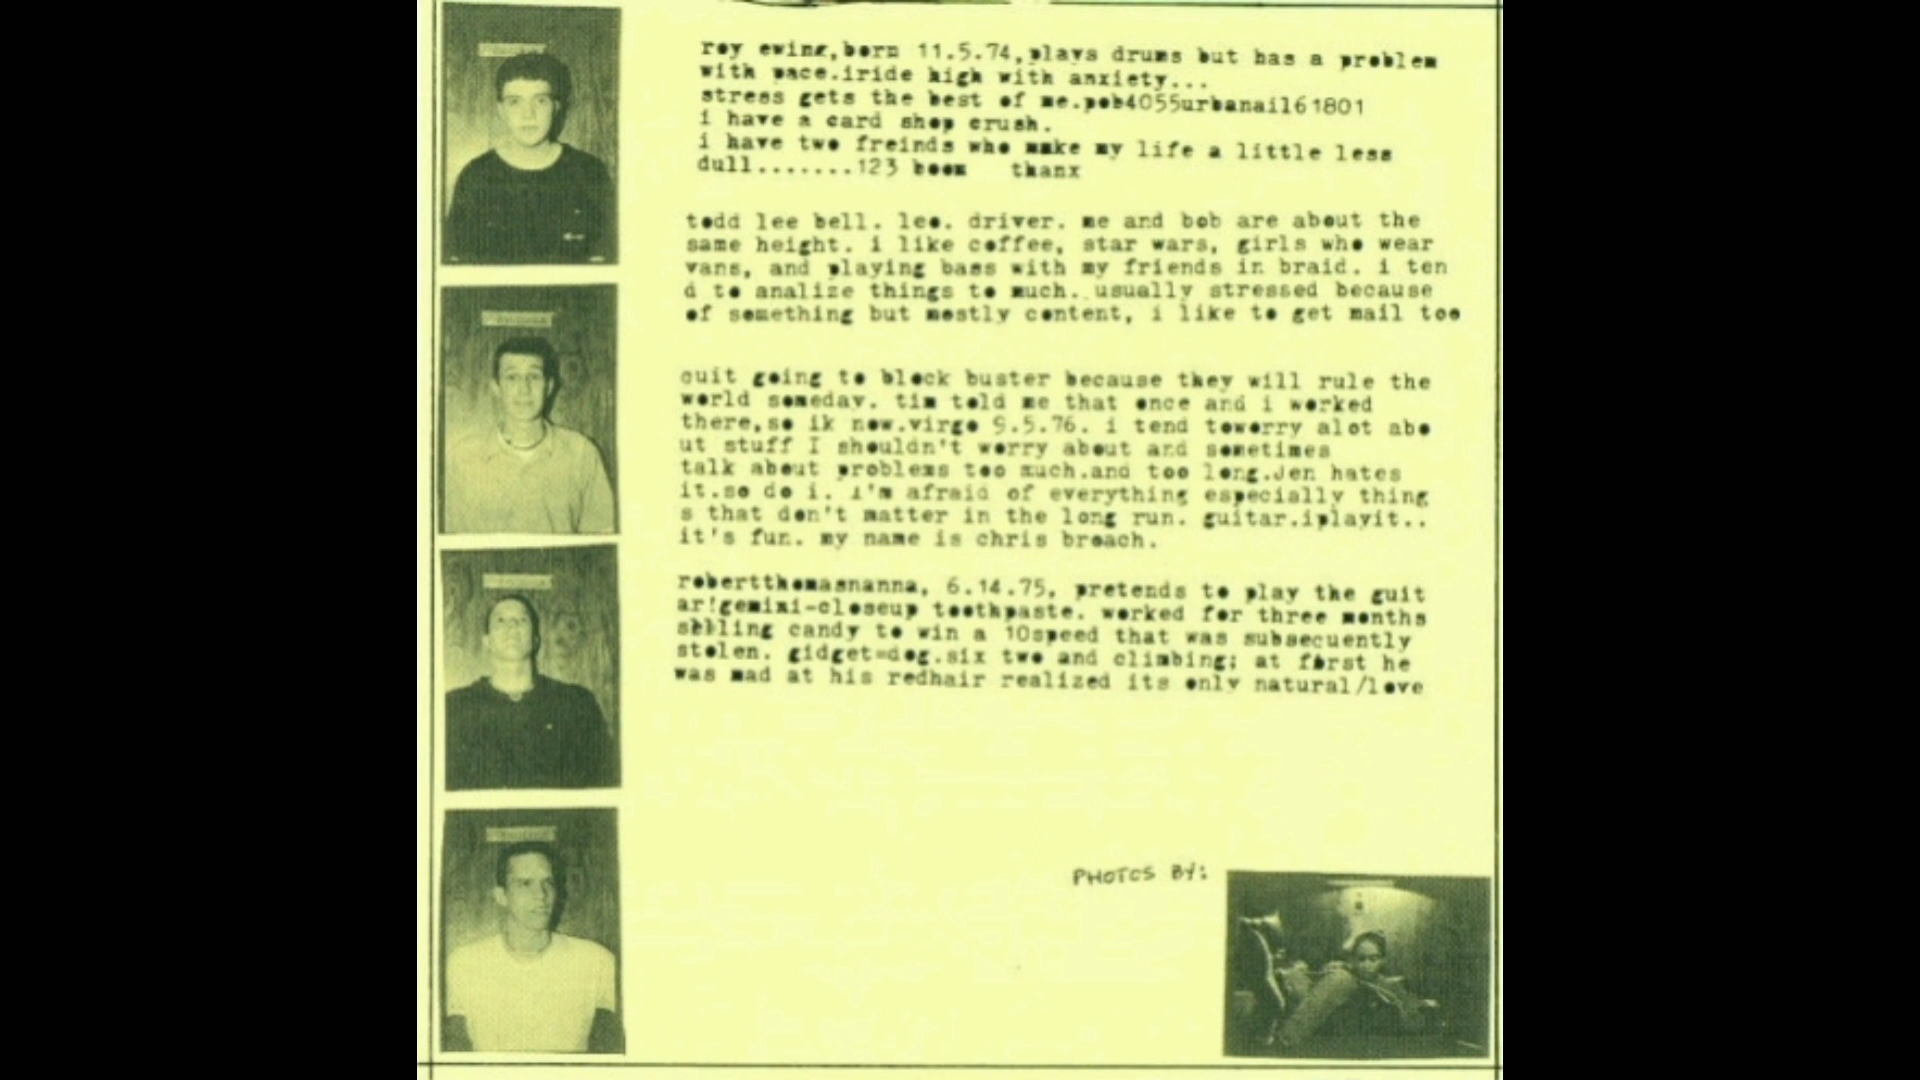 roy ewing,born 11.5.74,plays drums but has a problem
with pace.iride high with anxiety...
stress gets the best of me.pob4055urbanail61801
i have a card shop crush.
i have two freinds who make my life a little less
dull.......123 boom thanx
todd lee bell. leo. driver. me and bob are about the
same height. i like coffee, star wars, girls who wear
vans, and playing bass with my friends in braid. i ten
d to analize things to much. usually stressed because
of something but mostly content, i like to get mail too
quit going to block buster because they will rule the
world someday. tim told me that once and i worked
there,so ik now.virgo 9.5.76. i tend toworry alot abo
ut stuff I shouldn't worry about and sometimes
talk about problems too much.and too long.Jen hates
it.so do i. I'm afraid of everything especially thing
s that don't matter in the long run. guitar.iplayit..
it's fun. my name is chris broach.
robertthomasnanna, 6.14.75, pretends to play the guit
ar!gemini-closeup toothpaste. worked for three months
selling candy to win a 10speed that was subsecuently
stolen. gidget=dog.six two and climbing; at first he
was mad at his redhair realized its only natural/love
PHOTOS BY: